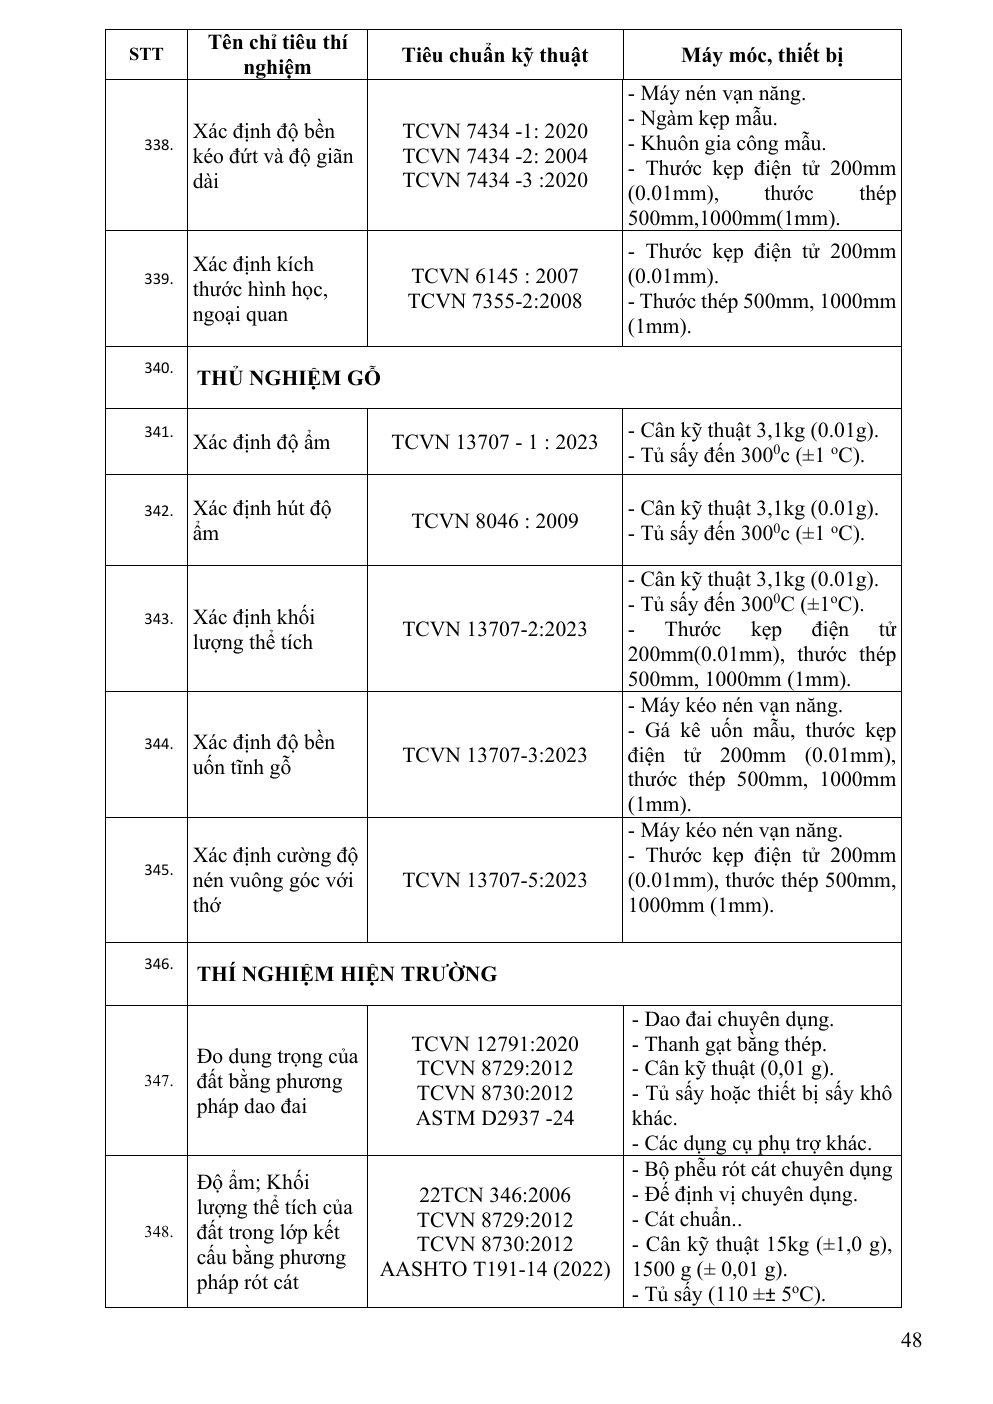 STT
Tên chỉ tiêu thí
nghiệm
Tiêu chuẩn kỹ thuật
Máy móc, thiết bị
338.
Xác định độ bền
kéo đứt và độ giãn
dài
TCVN 7434 -1: 2020
TCVN 7434 -2: 2004
TCVN 7434 -3 :2020
- Máy nén vạn năng.
- Ngàm kẹp mẫu.
- Khuôn gia công mẫu.
- Thước kẹp điện tử 200mm
(0.01mm), thước thép
500mm,1000mm(1mm).
339.
Xác định kích
thước hình học,
ngoại quan
TCVN 6145 : 2007
TCVN 7355-2:2008
- Thước kẹp điện tử 200mm
(0.01mm).
- Thước thép 500mm, 1000mm
(1mm).
340.
THỦ NGHIỆM GỖ
341.
Xác định độ ẩm
TCVN 13707 - 1 : 2023
- Cân kỹ thuật 3,1kg (0.01g).
- Tủ sấy đến 300⁰c (±1 ºC).
342.
Xác định hút độ
ẩm
TCVN 8046 : 2009
- Cân kỹ thuật 3,1kg (0.01g).
- Tủ sấy đến 300⁰c (±1 ºC).
343.
Xác định khối
lượng thể tích
TCVN 13707-2:2023
- Cân kỹ thuật 3,1kg (0.01g).
- Tủ sấy đến 300⁰C (±1ºC).
- Thước kẹp điện tử
200mm(0.01mm), thước thép
500mm, 1000mm (1mm).
344.
Xác định độ bền
uốn tĩnh gỗ
TCVN 13707-3:2023
- Máy kéo nén vạn năng.
- Gá kê uốn mẫu, thước kẹp
điện tử 200mm (0.01mm),
thước thép 500mm, 1000mm
(1mm).
345.
Xác định cường độ
nén vuông góc với
thớ
TCVN 13707-5:2023
- Máy kéo nén vạn năng.
- Thước kẹp điện tử 200mm
(0.01mm), thước thép 500mm,
1000mm (1mm).
346.
THÍ NGHIỆM HIỆN TRƯỜNG
347.
Đo dung trọng của
đất bằng phương
pháp dao đai
TCVN 12791:2020
TCVN 8729:2012
TCVN 8730:2012
ASTM D2937 -24
- Dao đai chuyên dụng.
- Thanh gạt bằng thép.
- Cân kỹ thuật (0,01 g).
- Tủ sấy hoặc thiết bị sấy khô
khác.
- Các dụng cụ phụ trợ khác.
348.
Độ ẩm; Khối
lượng thể tích của
đất trong lớp kết
cấu bằng phương
pháp rót cát
22TCN 346:2006
TCVN 8729:2012
TCVN 8730:2012
AASHTO T191-14 (2022)
- Bộ phễu rót cát chuyên dụng
- Đế định vị chuyên dụng.
- Cát chuẩn..
- Cân kỹ thuật 15kg (±1,0 g),
1500 g (± 0,01 g).
- Tủ sấy (110 ±± 5ºC).
48